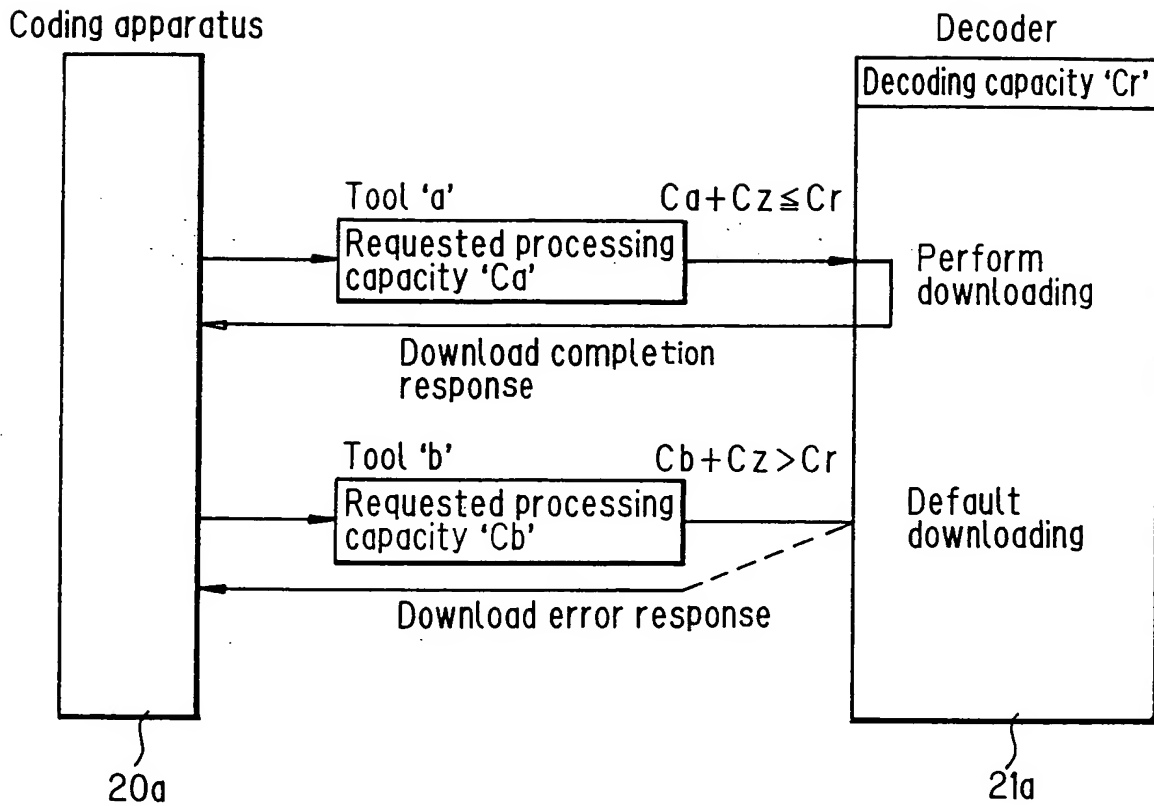 Coding apparatus
Decoder
Decoding capacity ‘Cr’
Tool ‘a’
Ca+Cz≦Cr
Requested processing
capacity ‘Ca’
Perform
downloading
Download completion
response
Tool ‘b’
Cb+Cz>Cr
Requested processing
capacity ‘Cb’
Default
downloading
Download error response
20a
21a